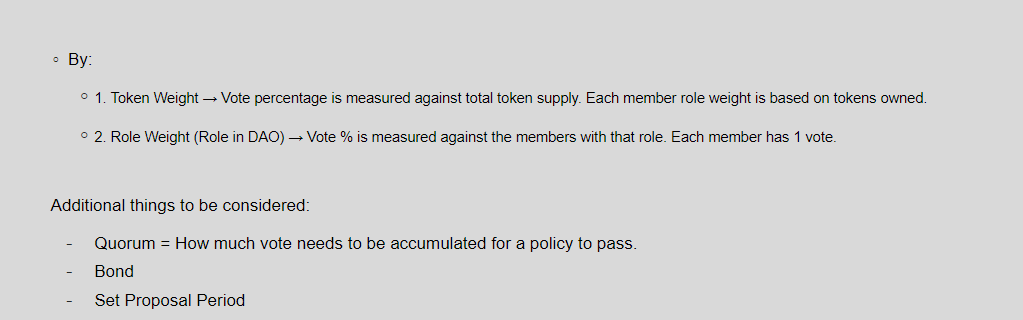 ◦ By:
◦ 1. Token Weight → Vote percentage is measured against total token supply. Each member role weight is based on tokens owned.
◦ 2. Role Weight (Role in DAO) → Vote % is measured against the members with that role. Each member has 1 vote.
Additional things to be considered:
- Quorum = How much vote needs to be accumulated for a policy to pass.
- Bond
- Set Proposal Period